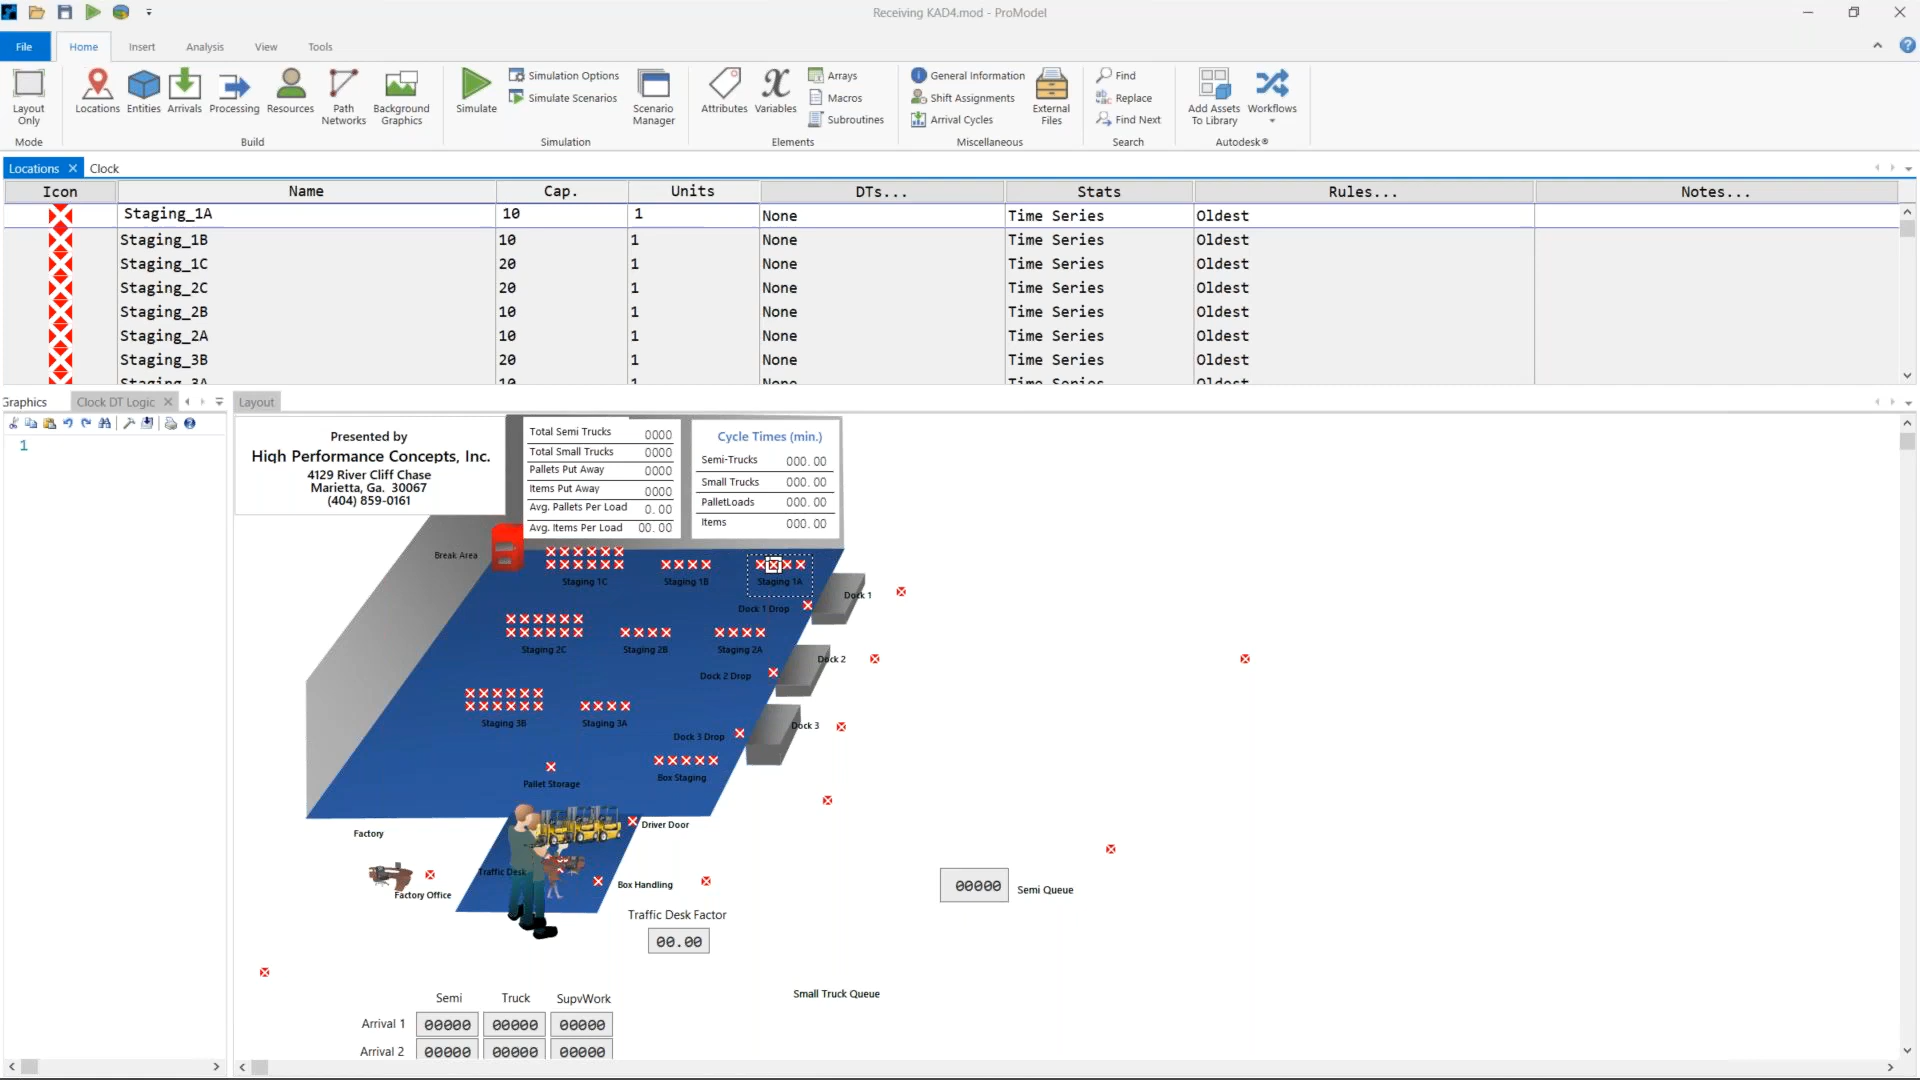 Receiving KAD4.mod - ProModel
File Home Insert Analysis View Tools
Layout Only
Locations Entities Arrivals Processing Resources Path Networks Background Graphics
Simulate Simulation Options Simulate Scenarios Scenario Manager
Attributes Variables Arrays Macros Subroutines
General Information Shift Assignments Arrival Cycles External Files
Find Replace Find Next
Add Assets To Library Workflows
Mode Build Simulation Elements Miscellaneous Search Autodesk®
Locations Clock
Icon Name Cap. Units DTs... Stats Rules... Notes...
Staging_1A 10 1 None Time Series Oldest
Staging_1B 10 1 None Time Series Oldest
Staging_1C 20 1 None Time Series Oldest
Staging_2C 20 1 None Time Series Oldest
Staging_2B 10 1 None Time Series Oldest
Staging_2A 10 1 None Time Series Oldest
Staging_3B 20 1 None Time Series Oldest
Staging_3A 10 1 None Time Series Oldest
Graphics Clock DT Logic Layout
1
Presented by
High Performance Concepts, Inc.
4129 River Cliff Chase
Marietta, Ga. 30067
(404) 859-0161
Total Semi Trucks 0000
Total Small Trucks 0000
Pallets Put Away 0000
Items Put Away 0000
Avg. Pallets Per Load 0.00
Avg. Items Per Load 00.00
Cycle Times (min.)
Semi-Trucks 000.00
Small Trucks 000.00
PalletLoads 000.00
Items 000.00
Break Area
Staging 1C Staging 1B Staging 1A
Dock 1
Dock 1 Drop
Staging 2C Staging 2B Staging 2A
Dock 2
Dock 2 Drop
Staging 3B Staging 3A
Dock 3
Dock 3 Drop
Box Staging
Pallet Storage
Driver Door
Factory
Traffic Desk
Box Handling
Factory Office
00000 Semi Queue
Traffic Desk Factor
00.00
Small Truck Queue
Semi Truck SupvWork
Arrival 1 00000 00000 00000
Arrival 2 00000 00000 00000